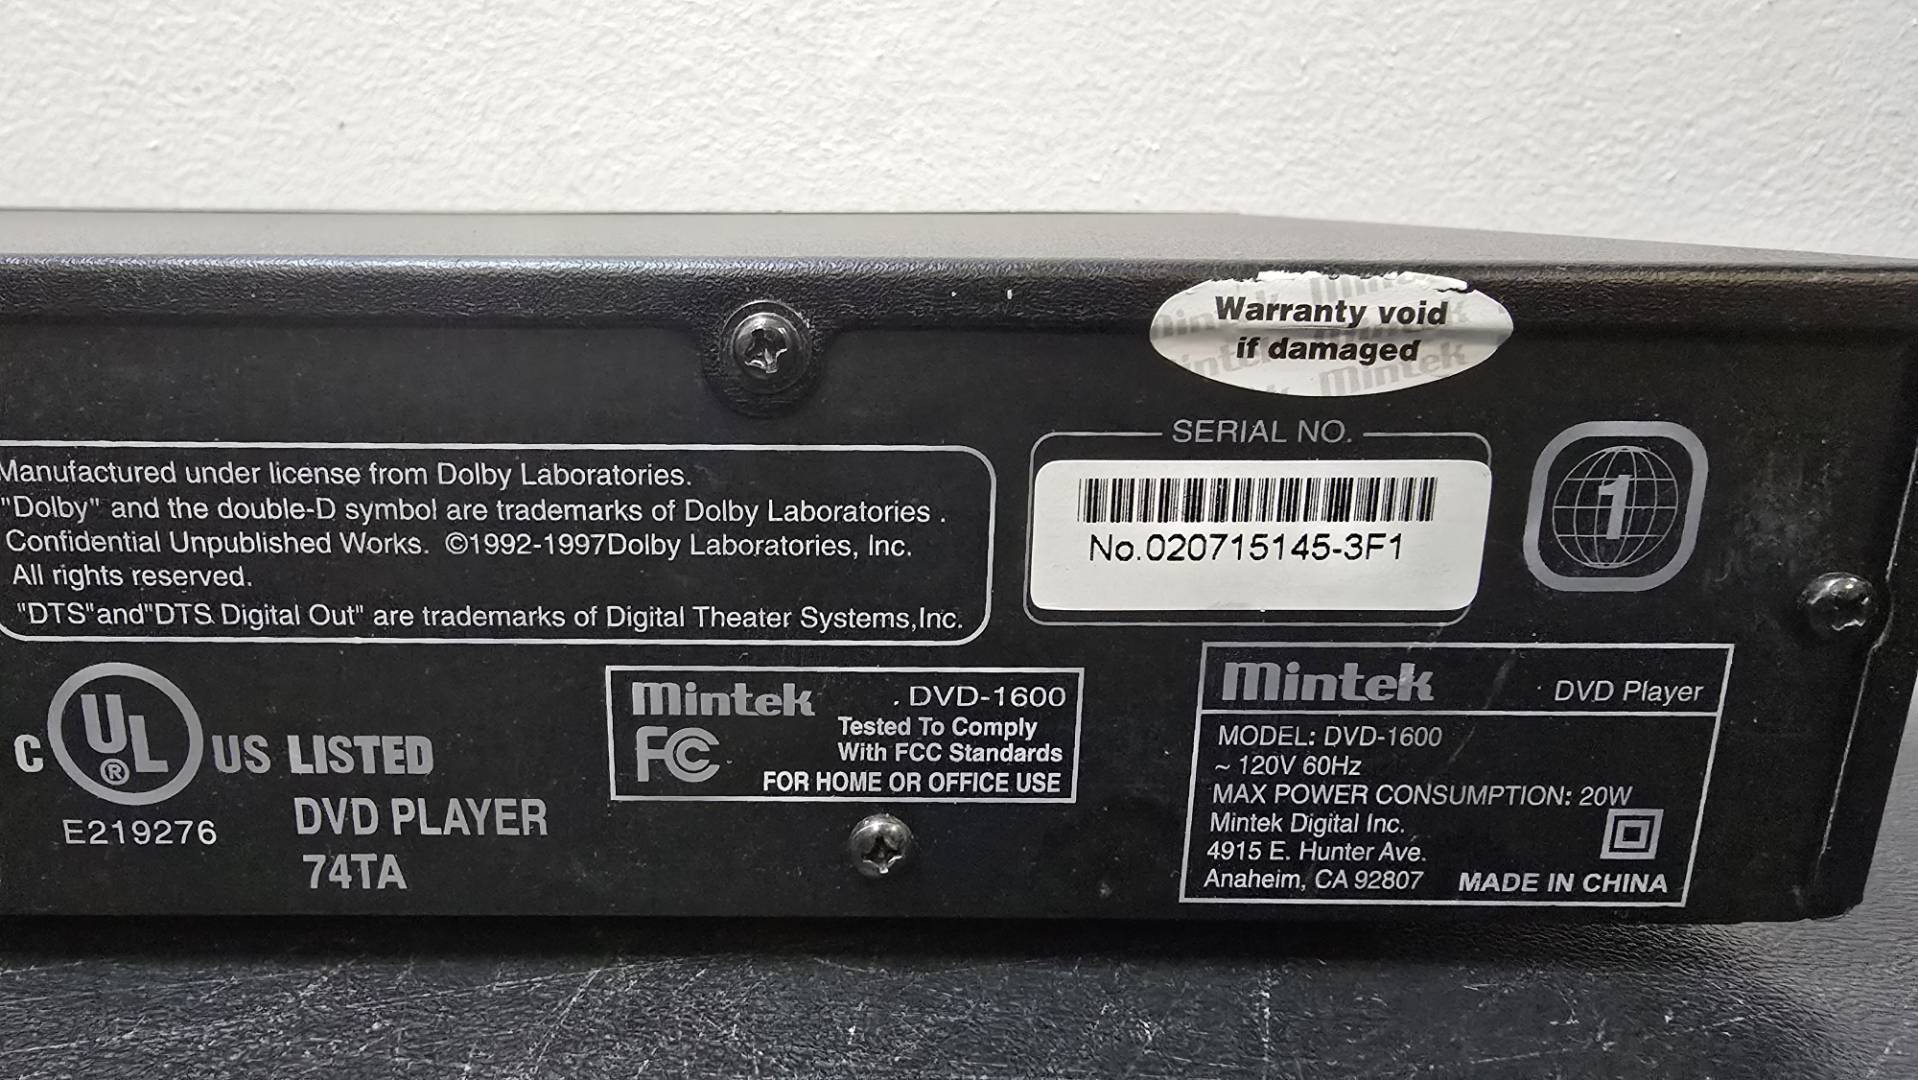 Warranty void
if damaged
SERIAL NO.
No.020715145-3F1
1
Manufactured under license from Dolby Laboratories.
"Dolby" and the double-D symbol are trademarks of Dolby Laboratories .
Confidential Unpublished Works. ©1992-1997Dolby Laboratories, Inc.
All rights reserved.
"DTS"and"DTS Digital Out" are trademarks of Digital Theater Systems,Inc.
C UL ® US LISTED
DVD PLAYER
E219276
74TA
Mintek . DVD-1600
FC Tested To Comply
With FCC Standards
FOR HOME OR OFFICE USE
Mintek DVD Player
MODEL: DVD-1600
~ 120V 60Hz
MAX POWER CONSUMPTION: 20W
Mintek Digital Inc.
4915 E. Hunter Ave.
Anaheim, CA 92807 MADE IN CHINA